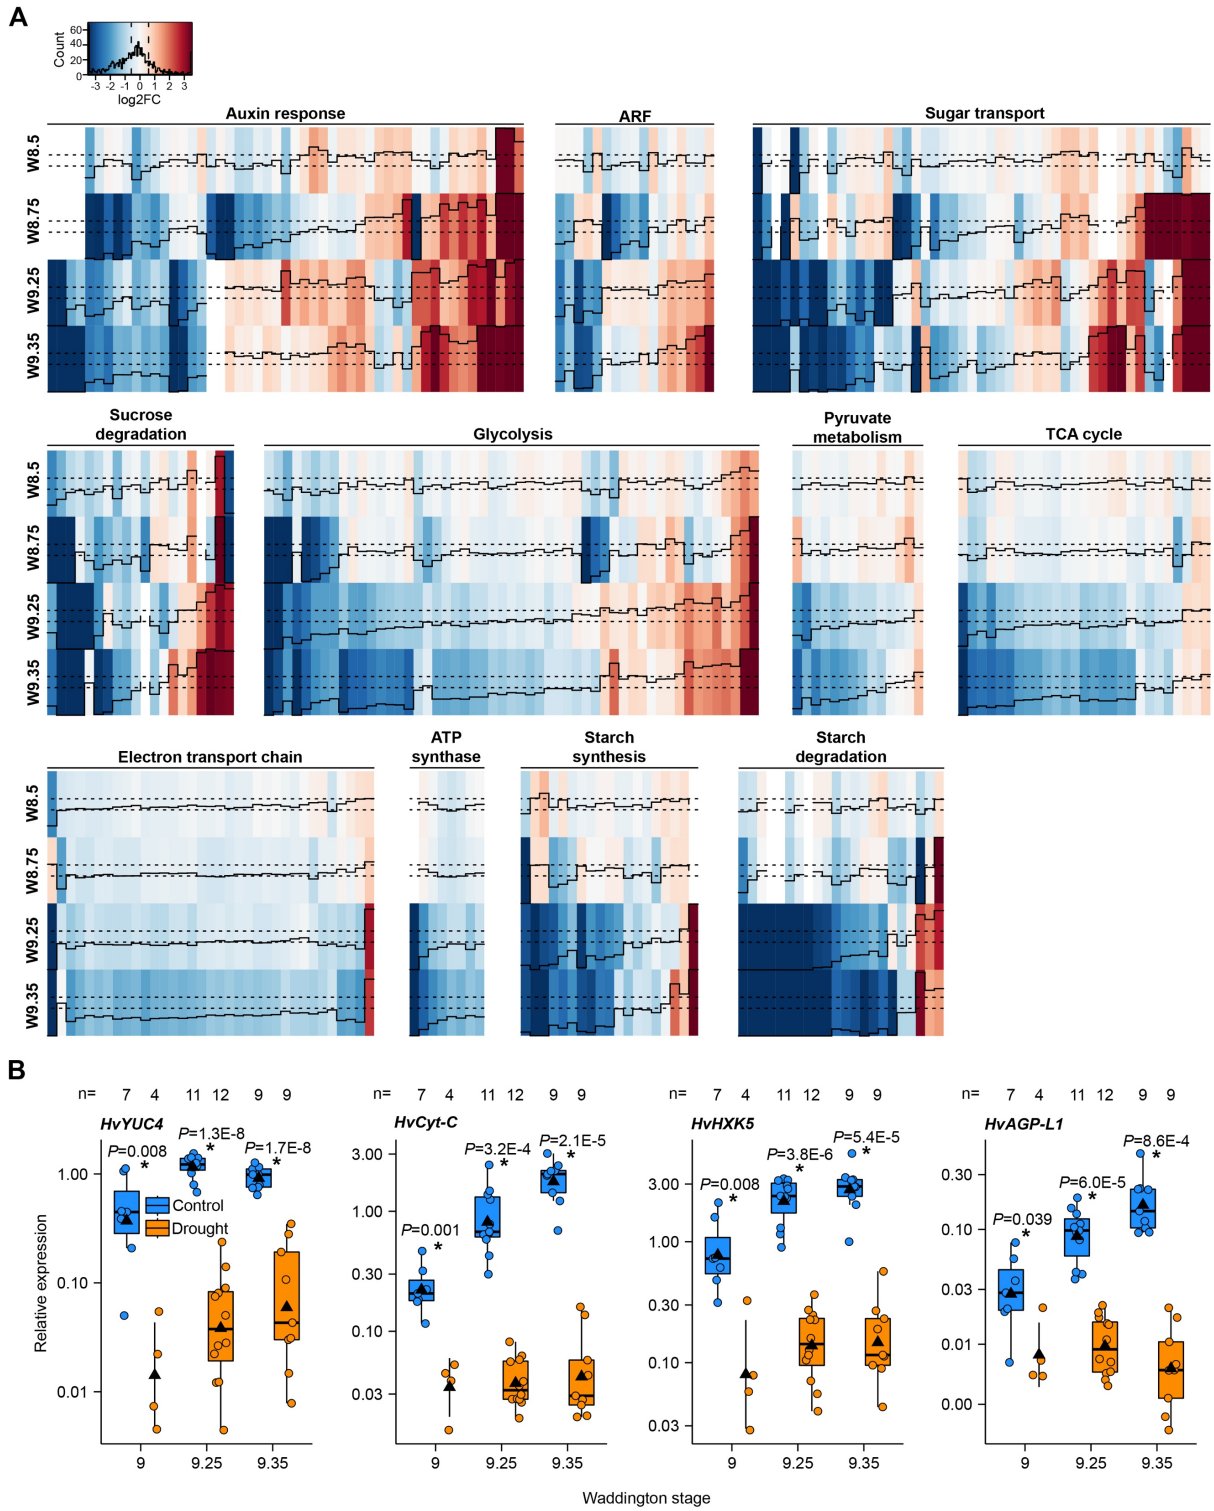 A
Count
60
40
20
0
-3 -2 -1 0 1 2 3
log2FC
Auxin response
ARF
Sugar transport
W8.5
W8.75
W9.25
W9.35
Sucrose
degradation
Glycolysis
Pyruvate
metabolism
TCA cycle
W8.5
W8.75
W9.25
W9.35
Electron transport chain
ATP
synthase
Starch
synthesis
Starch
degradation
W8.5
W8.75
W9.25
W9.35
B
n= 7 4 11 12 9 9
HvYUC4
P=0.008
*
P=1.3E-8
*
P=1.7E-8
*
Control
Drought
Relative expression
1.00
0.10
0.01
9 9.25 9.35
n= 7 4 11 12 9 9
HvCyt-C
P=0.001
*
P=3.2E-4
*
P=2.1E-5
*
3.00
1.00
0.30
0.10
0.03
9 9.25 9.35
n= 7 4 11 12 9 9
HvHXK5
P=0.008
*
P=3.8E-6
*
P=5.4E-5
*
3.00
1.00
0.30
0.10
0.03
9 9.25 9.35
n= 7 4 11 12 9 9
HvAGP-L1
P=0.039
*
P=6.0E-5
*
P=8.6E-4
*
0.30
0.10
0.03
0.01
0.00
9 9.25 9.35
Waddington stage